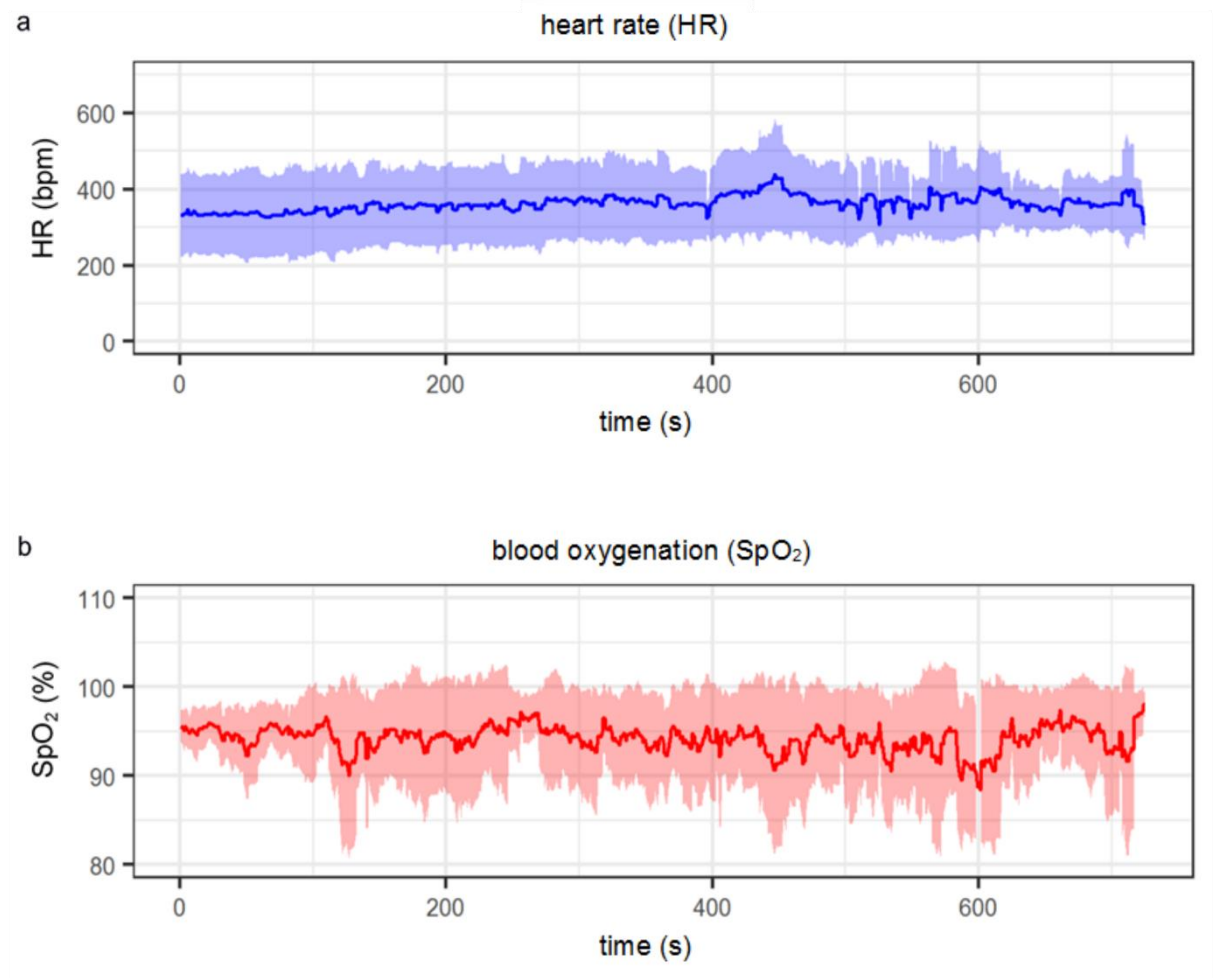 a
heart rate (HR)
HR (bpm)
600
400
200
0
0 200 400 600
time (s)
b
blood oxygenation (SpO₂)
SpO₂ (%)
110
100
90
80
0 200 400 600
time (s)